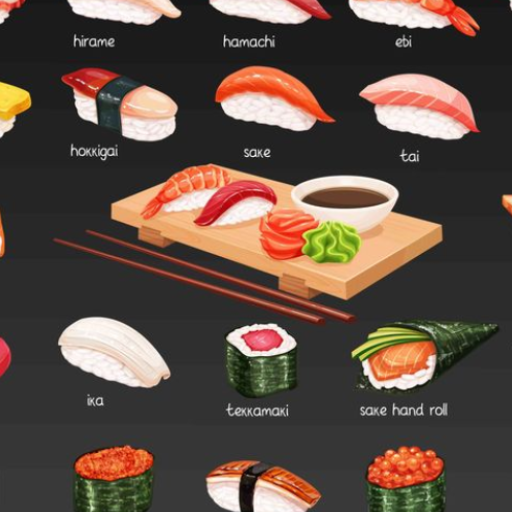 hirame
hamachi
ebi
hokkigai
sake
tai
ika
tekkamaki
sake hand roll